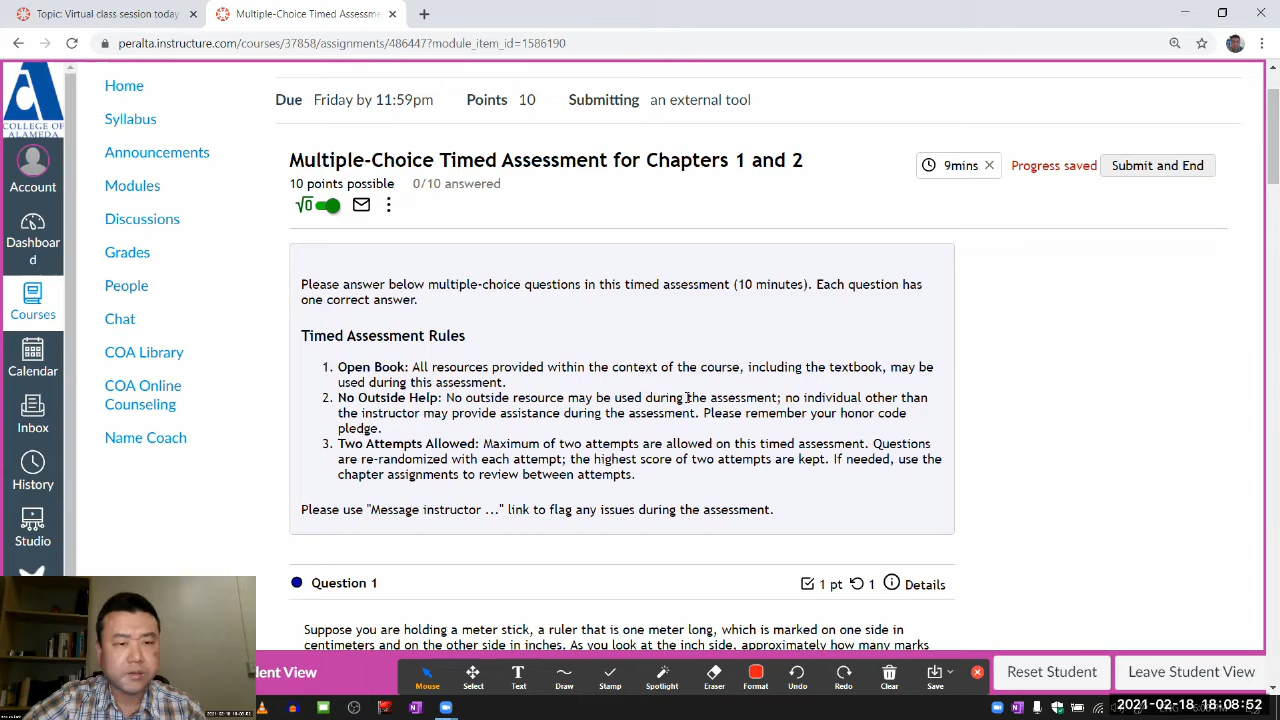 Topic: Virtual session today
Multiple-Choice Timed Assessme
peralta.instructure.com/courses/37858/assignments/486447?module_item_id=1586190
COLLEGE OF
ALAMEDA
Account
Dashboar
d
Courses
Calendar
Inbox
History
Studio
Home
Syllabus
Announcements
Modules
Discussions
Grades
People
Chat
COA Library
COA Online
Counseling
Name Coach
Due Friday by 11:59pm Points 10 Submitting an external tool
Multiple-Choice Timed Assessment for Chapters 1 and 2
9mins Progress saved Submit and End
10 points possible 0/10 answered
√0
Please answer below multiple-choice questions in this timed assessment (10 minutes). Each question has
one correct answer.
Timed Assessment Rules
1. Open Book: All resources provided within the context of the course, including the textbook, may be
used during this assessment.
2. No Outside Help: No outside resource may be used during the assessment; no individual other than
the instructor may provide assistance during the assessment. Please remember your honor code
pledge.
3. Two Attempts Allowed: Maximum of two attempts are allowed on this timed assessment. Questions
are re-randomized with each attempt; the highest score of two attempts are kept. If needed, use the
chapter assignments to review between attempts.
Please use "Message instructor ..." link to flag any issues during the assessment.
Question 1 1 pt 1 Details
Suppose you are holding a meter stick, a ruler that is one meter long, which is marked on one side in
centimeters and on the other side in inches. As you look at the inch side, approximately how many marks
dent View
Mouse Select Text Draw Stamp Spotlight Eraser Format Undo Redo Clear Save
Reset Student Leave Student View
2021-02-18 18:08:52